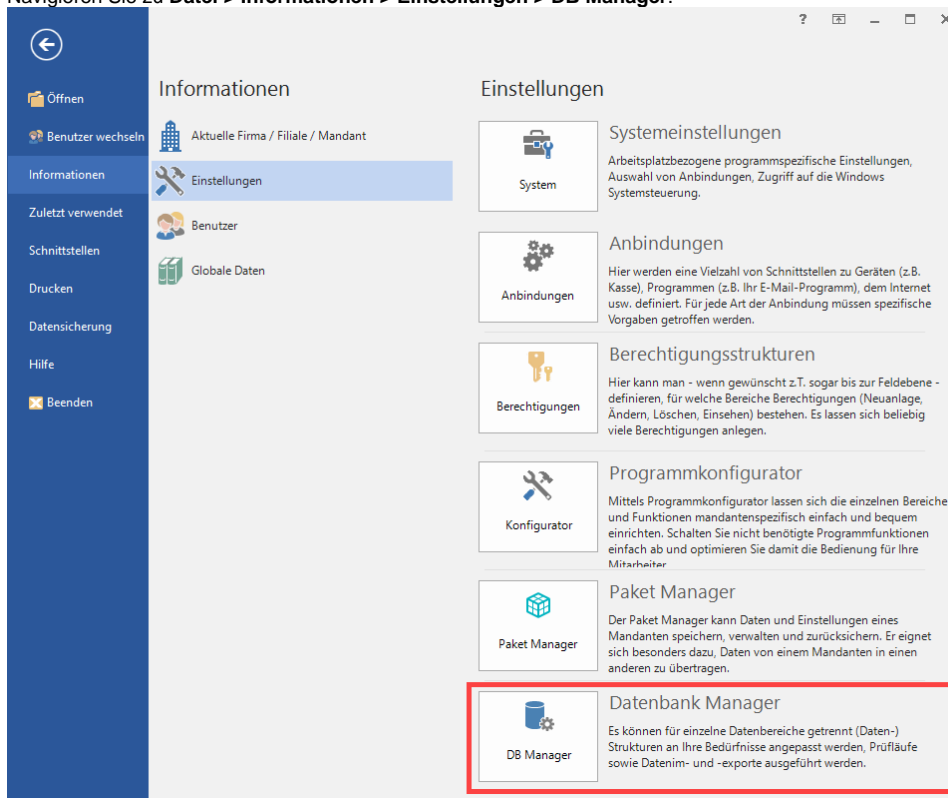 Navigieren Sie zu Datei > Informationen > Einstellungen > DB Manager.
?
Öffnen
Benutzer wechseln
Informationen
Zuletzt verwendet
Schnittstellen
Drucken
Datensicherung
Hilfe
Beenden
Informationen
Aktuelle Firma / Filiale / Mandant
Einstellungen
Benutzer
Globale Daten
Einstellungen
System
Systemeinstellungen
Arbeitsplatzbezogene programmspezifische Einstellungen,
Auswahl von Anbindungen, Zugriff auf die Windows
Systemsteuerung.
Anbindungen
Anbindungen
Hier werden eine Vielzahl von Schnittstellen zu Geräten (z.B.
Kasse), Programmen (z.B. Ihr E-Mail-Programm), dem Internet
usw. definiert. Für jede Art der Anbindung müssen spezifische
Vorgaben getroffen werden.
Berechtigungen
Berechtigungsstrukturen
Hier kann man - wenn gewünscht z.T. sogar bis zur Feldebene -
definieren, für welche Bereiche Berechtigungen (Neuanlage,
Ändern, Löschen, Einsehen) bestehen. Es lassen sich beliebig
viele Berechtigungen anlegen.
Konfigurator
Programmkonfigurator
Mittels Programmkonfigurator lassen sich die einzelnen Bereiche
und Funktionen mandantenspezifisch einfach und bequem
einrichten. Schalten Sie nicht benötigte Programmfunktionen
einfach ab und optimieren Sie damit die Bedienung für Ihre
Mitarbeiter.
Paket Manager
Paket Manager
Der Paket Manager kann Daten und Einstellungen eines
Mandanten speichern, verwalten und zurücksichern. Er eignet
sich besonders dazu, Daten von einem Mandanten in einen
anderen zu übertragen.
DB Manager
Datenbank Manager
Es können für einzelne Datenbereiche getrennt (Daten-)
Strukturen an Ihre Bedürfnisse angepasst werden, Prüfläufe
sowie Datenim- und -exporte ausgeführt werden.